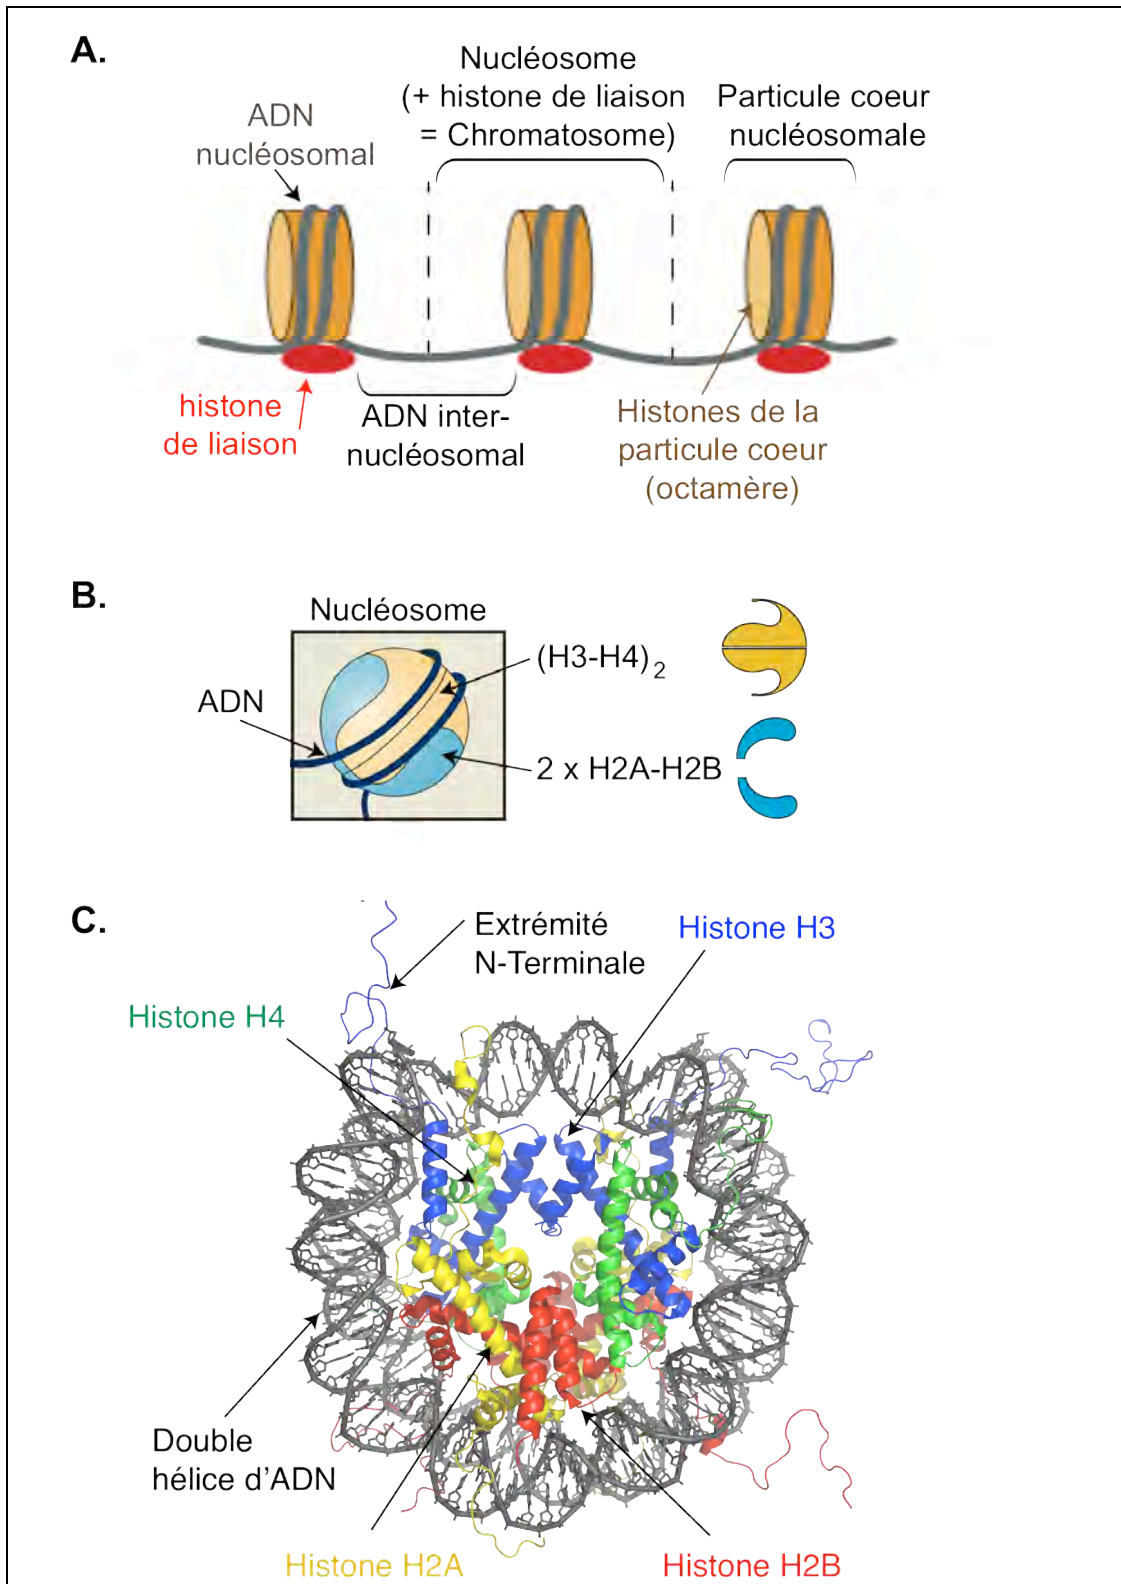 A.
Nucléosome
(+ histone de liaison
= Chromatosome)
Particule coeur
nucléosomale
ADN
nucléosomal
histone
de liaison
ADN inter-
nucléosomal
Histones de la
particule coeur
(octamère)
B.
Nucléosome
ADN
(H3-H4)2
2 x H2A-H2B
C.
Extrémité
N-Terminale
Histone H3
Histone H4
Double
hélice d'ADN
Histone H2A
Histone H2B